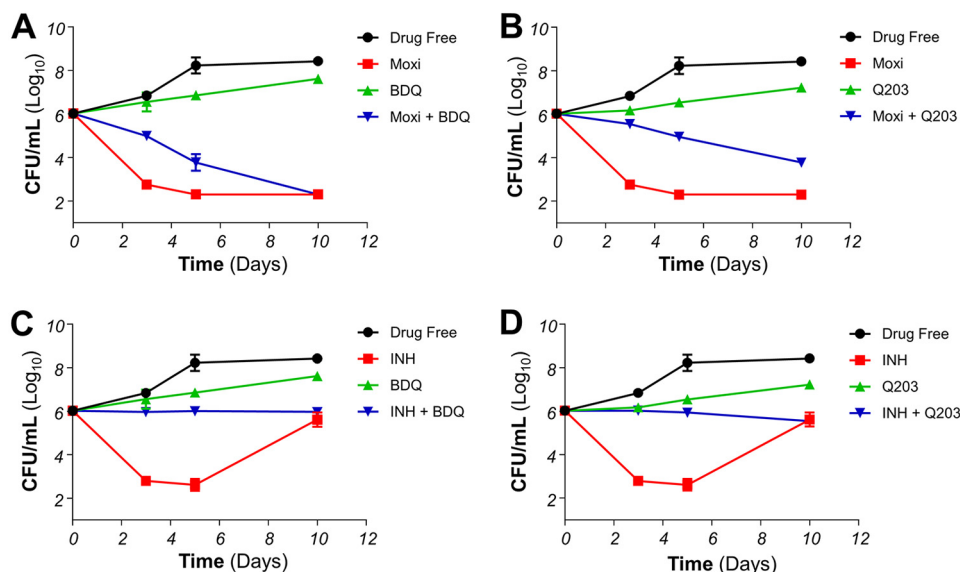 A
CFU/mL (Log10)
10
8
6
4
2
0 2 4 6 8 10 12
Time (Days)
Drug Free
Moxi
BDQ
Moxi + BDQ
B
CFU/mL (Log10)
10
8
6
4
2
0 2 4 6 8 10 12
Time (Days)
Drug Free
Moxi
Q203
Moxi + Q203
C
CFU/mL (Log10)
10
8
6
4
2
0 2 4 6 8 10 12
Time (Days)
Drug Free
INH
BDQ
INH + BDQ
D
CFU/mL (Log10)
10
8
6
4
2
0 2 4 6 8 10 12
Time (Days)
Drug Free
INH
Q203
INH + Q203